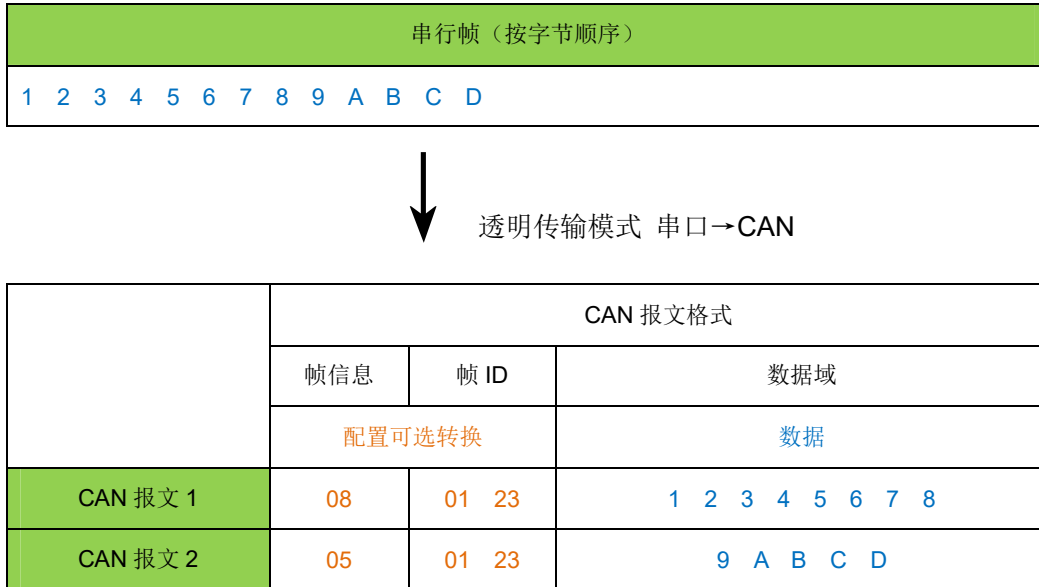 串行帧（按字节顺序）
1 2 3 4 5 6 7 8 9 A B C D
透明传输模式 串口→CAN
CAN 报文格式
帧信息 帧 ID 数据域
配置可选转换 数据
CAN 报文 1 08 01 23 1 2 3 4 5 6 7 8
CAN 报文 2 05 01 23 9 A B C D